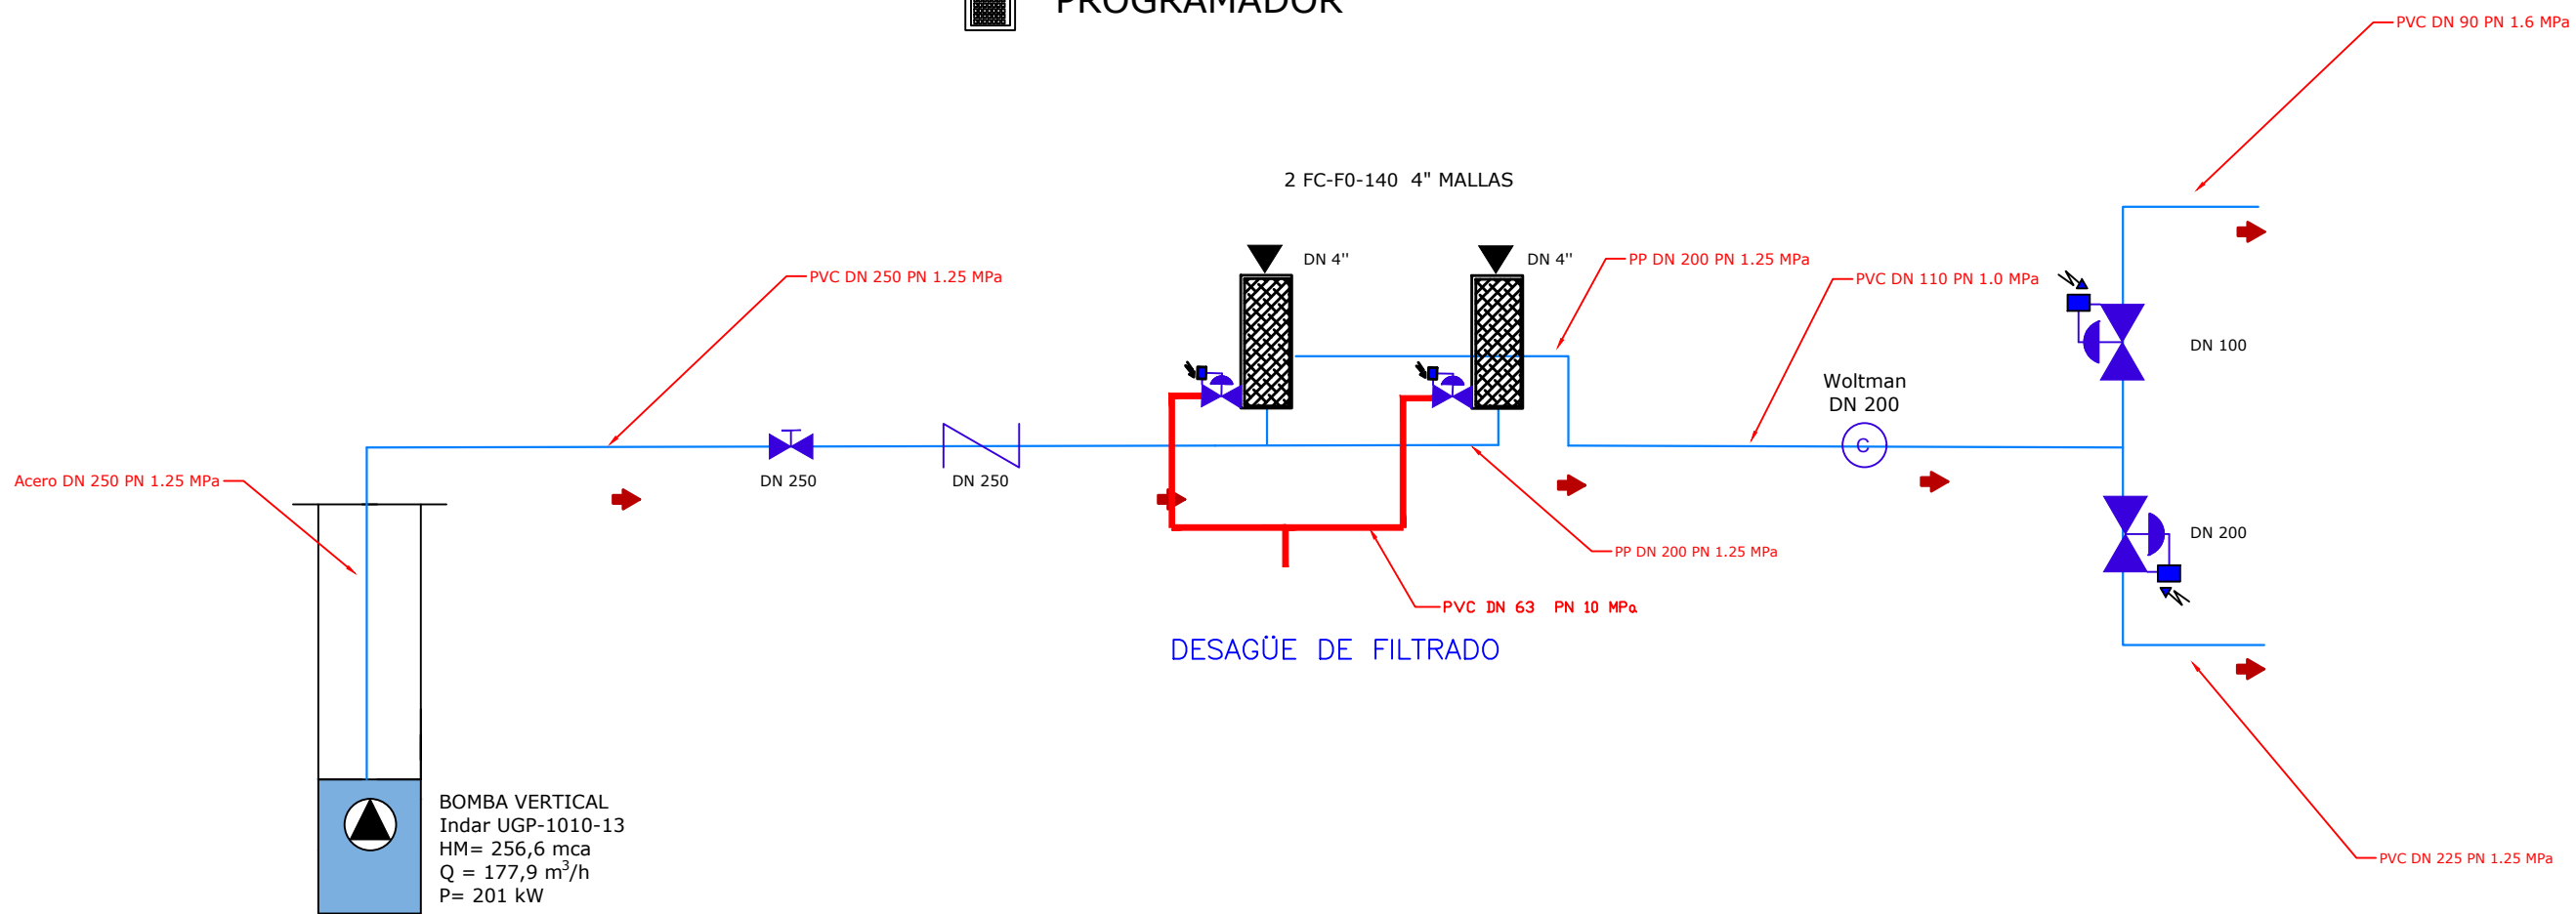 PROGRAMADOR
PVC DN 90 PN 1.6 MPa
2 FC-F0-140 4" MALLAS
DN 4''
DN 4''
PP DN 200 PN 1.25 MPa
PVC DN 250 PN 1.25 MPa
PVC DN 110 PN 1.0 MPa
DN 100
Woltman
DN 200
C
Acero DN 250 PN 1.25 MPa
DN 250
DN 250
DN 200
PP DN 200 PN 1.25 MPa
PVC DN 63 PN 10 MPa
DESAGÜE DE FILTRADO
BOMBA VERTICAL
Indar UGP-1010-13
HM= 256,6 mca
Q = 177,9 m³/h
P= 201 kW
PVC DN 225 PN 1.25 MPa